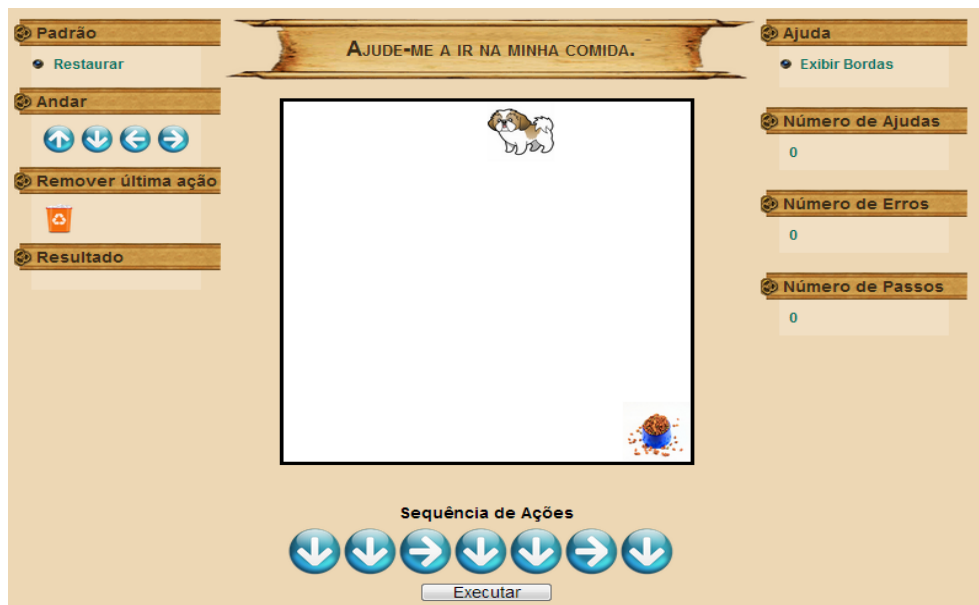 Padrão
Restaurar
Andar
Remover última ação
Resultado
AJUDE-ME A IR NA MINHA COMIDA.
Ajuda
Exibir Bordas
Número de Ajudas
0
Número de Erros
0
Número de Passos
0
Sequência de Ações
Executar